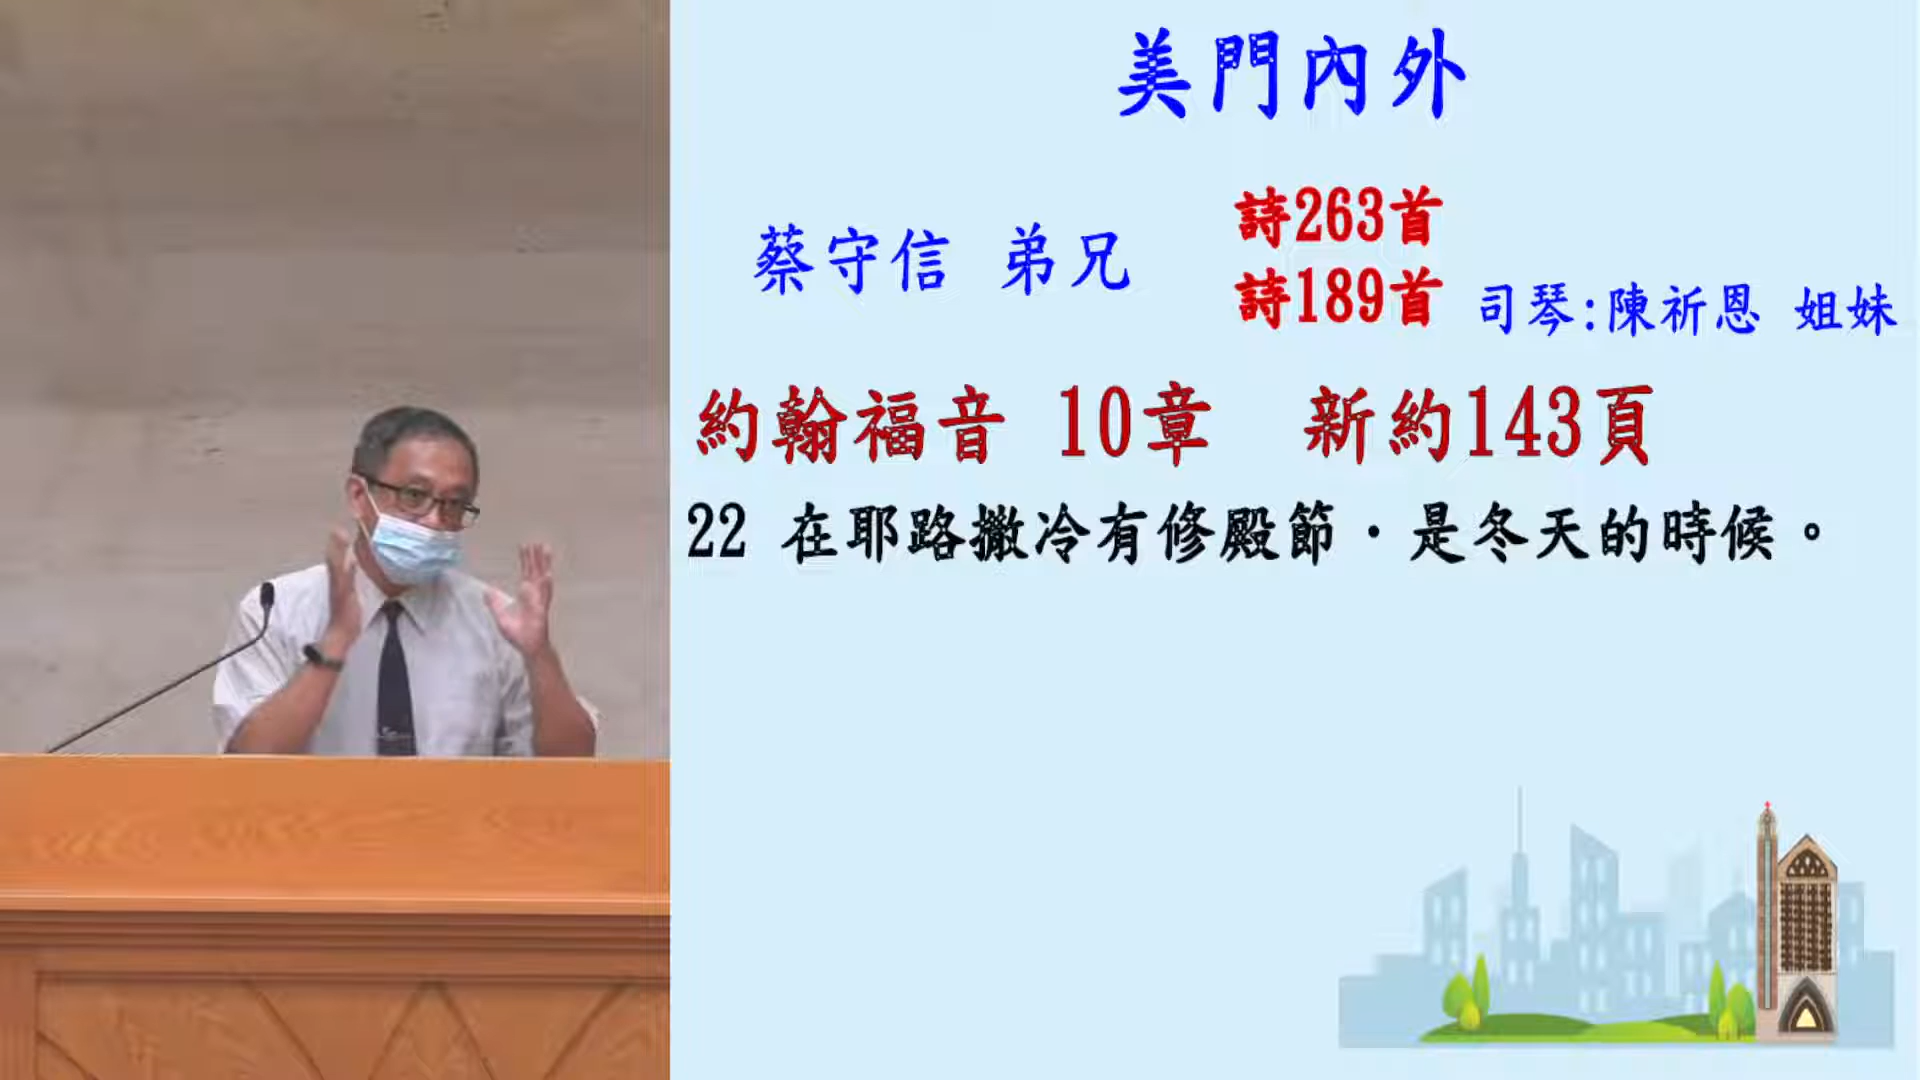 美門內外
蔡守信 弟兄
詩263首
詩189首
司琴:陳祈恩 姐妹
約翰福音 10章 新約143頁
22 在耶路撒冷有修殿節．是冬天的時候。